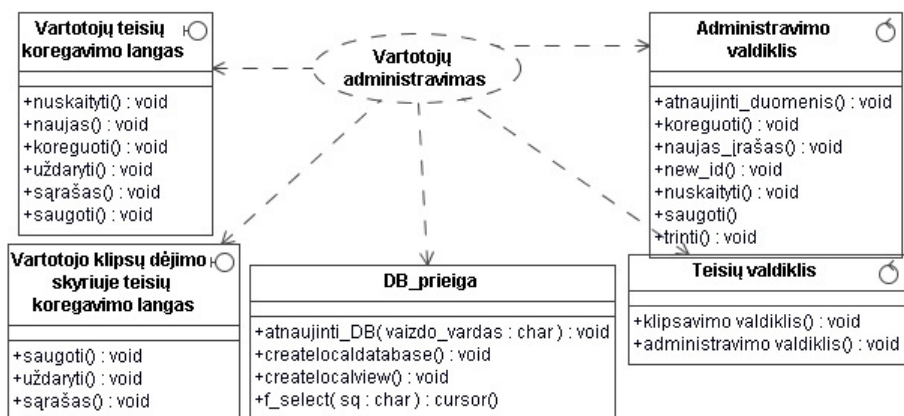 Vartotojų teisių
koregavimo langas
+nuskaityti() : void
+naujas() : void
+koreguoti() : void
+uždaryti() : void
+sąrašas() : void
+saugoti() : void
Vartotojų
administravimas
Administravimo
valdiklis
+atnaujinti_duomenis() : void
+koreguoti() : void
+naujas_įrašas() : void
+new_id() : void
+nuskaityti() : void
+saugoti()
+trinti() : void
Vartotojo klipsų dėjimo
skyriuje teisių
koregavimo langas
+saugoti() : void
+uždaryti() : void
+sąrašas() : void
DB_prieiga
+atnaujinti_DB( vaizdo_vardas : char ) : void
+createlocaldatabase() : void
+createlocalview() : void
+f_select( sq : char ) : cursor()
Teisių valdiklis
+klipsavimo valdiklis() : void
+administravimo valdiklis() : void